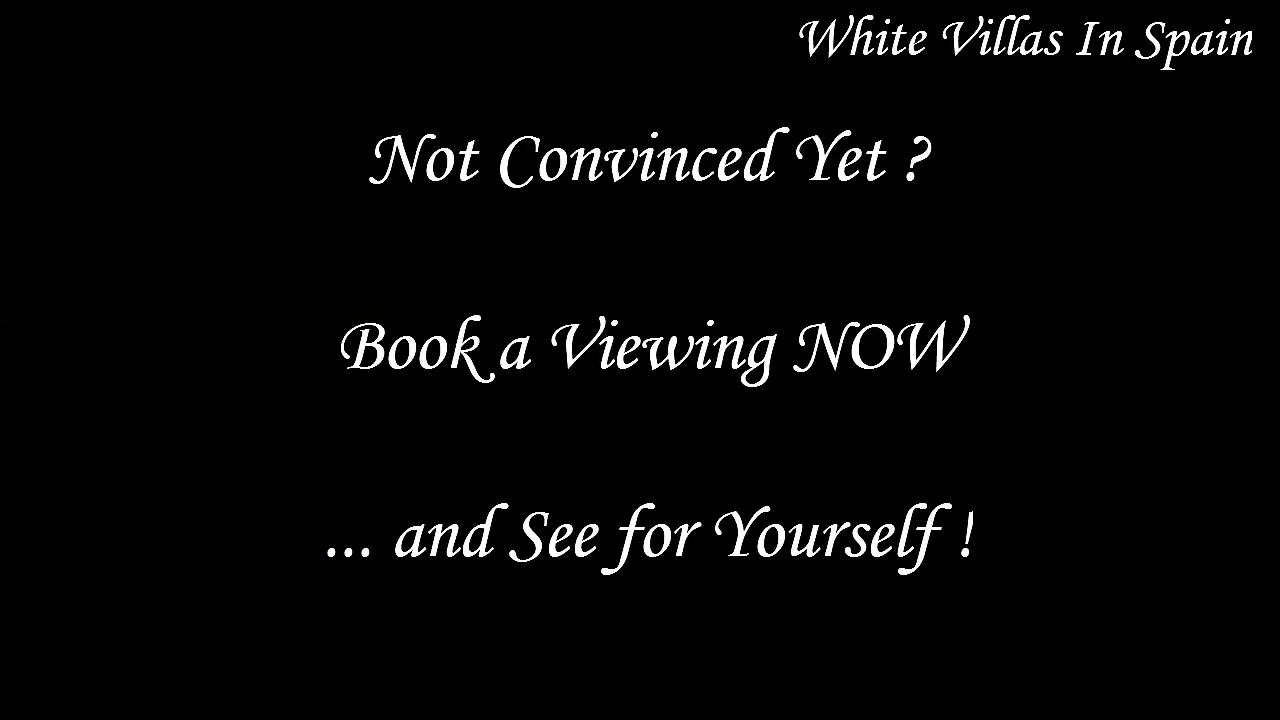 White Villas In Spain
Not Convinced Yet ?
Book a Viewing NOW
... and See for Yourself !